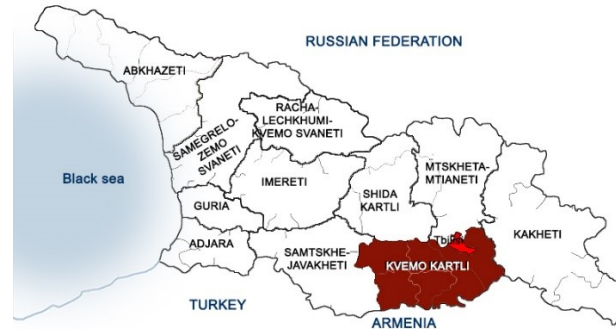 RUSSIAN FEDERATION
ABKHAZETI
RACHA-
LECHKHUMI-
KVEMO SVANETI
SAMEGRELO-
ZEMO
SVANETI
MTSKHETA-
MTIANETI
Black sea
IMERETI
SHIDA
KARTLI
GURIA
KAKHETI
ADJARA
SAMTSKHE-
JAVAKHETI
KVEMO KARTLI
TURKEY
ARMENIA